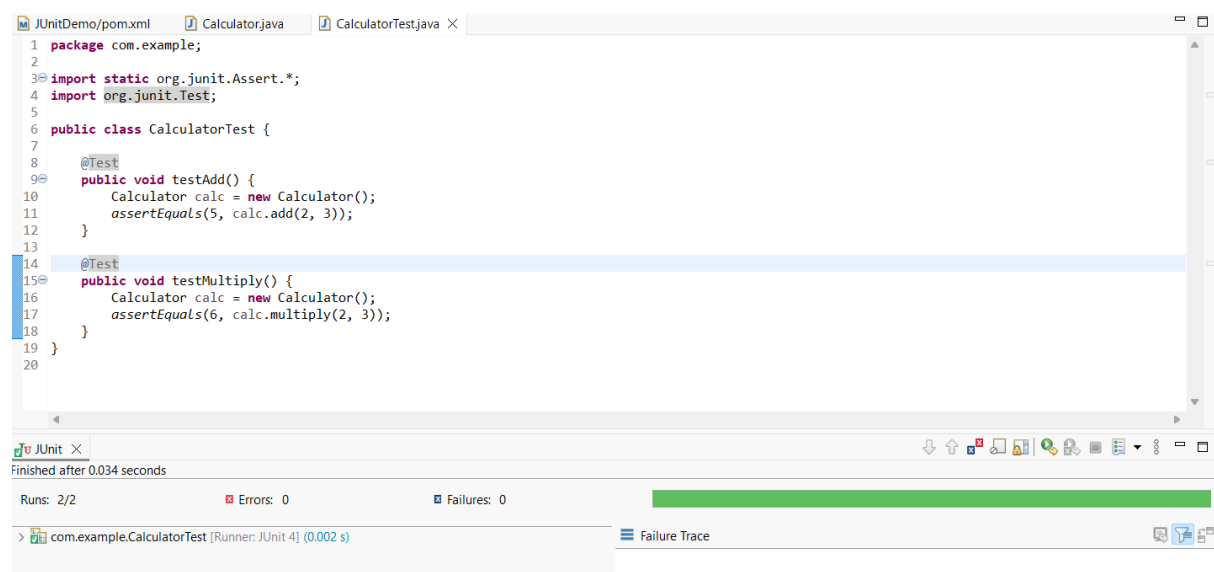 JUnitDemo/pom.xml Calculator.java CalculatorTest.java
1 package com.example;
2
3 import static org.junit.Assert.*;
4 import org.junit.Test;
5
6 public class CalculatorTest {
7
8 @Test
9 public void testAdd() {
10 Calculator calc = new Calculator();
11 assertEquals(5, calc.add(2, 3));
12 }
13
14 @Test
15 public void testMultiply() {
16 Calculator calc = new Calculator();
17 assertEquals(6, calc.multiply(2, 3));
18 }
19 }
20
JUnit
Finished after 0.034 seconds
Runs: 2/2 Errors: 0 Failures: 0
com.example.CalculatorTest [Runner: JUnit 4] (0.002 s)
Failure Trace